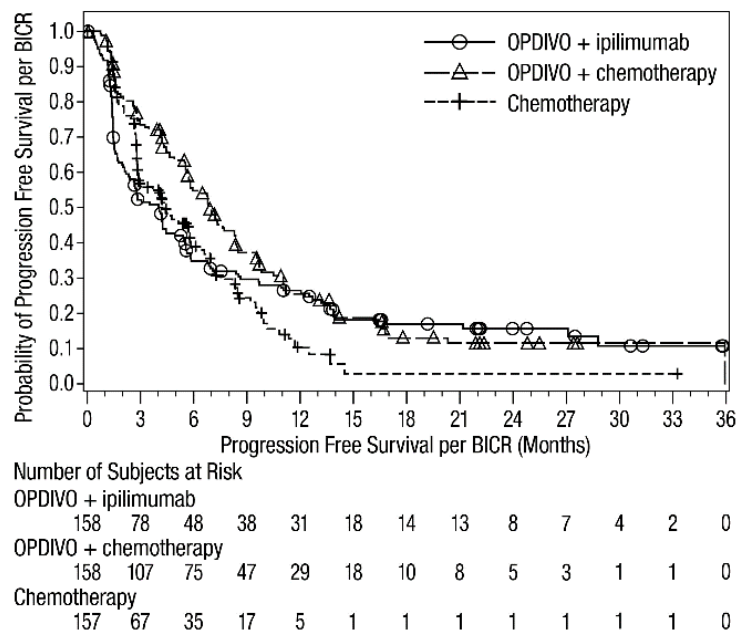 Probability of Progression Free Survival per BICR
1.0
0.9
0.8
0.7
0.6
0.5
0.4
0.3
0.2
0.1
0.0
OPDIVO + ipilimumab
OPDIVO + chemotherapy
Chemotherapy
0 3 6 9 12 15 18 21 24 27 30 33 36
Progression Free Survival per BICR (Months)
Number of Subjects at Risk
OPDIVO + ipilimumab
158 78 48 38 31 18 14 13 8 7 4 2 0
OPDIVO + chemotherapy
158 107 75 47 29 18 10 8 5 3 1 1 0
Chemotherapy
157 67 35 17 5 1 1 1 1 1 1 1 0